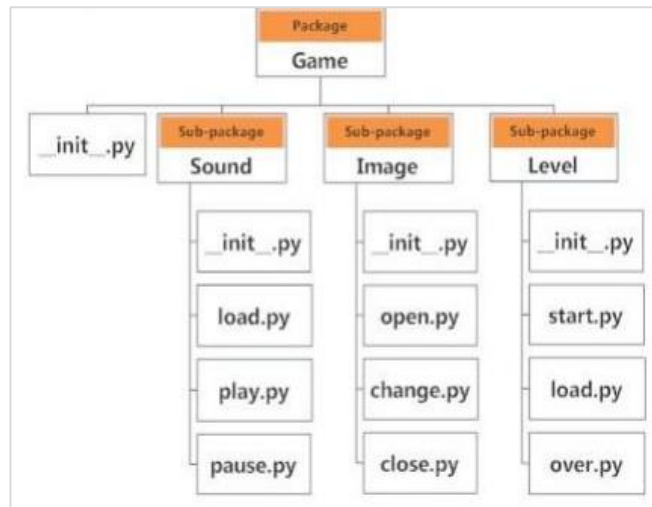 Package
Game
__init__.py
Sub-package
Sound
__init__.py
load.py
play.py
pause.py
Sub-package
Image
__init__.py
open.py
change.py
close.py
Sub-package
Level
__init__.py
start.py
load.py
over.py